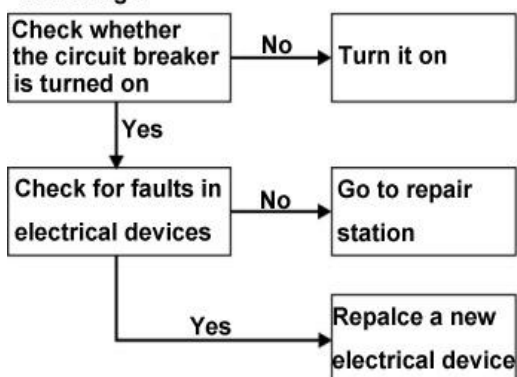 Check whether
the circuit breaker
is turned on
No
Turn it on
Yes
Check for faults in
electrical devices
No
Go to repair
station
Yes
Repalce a new
electrical device